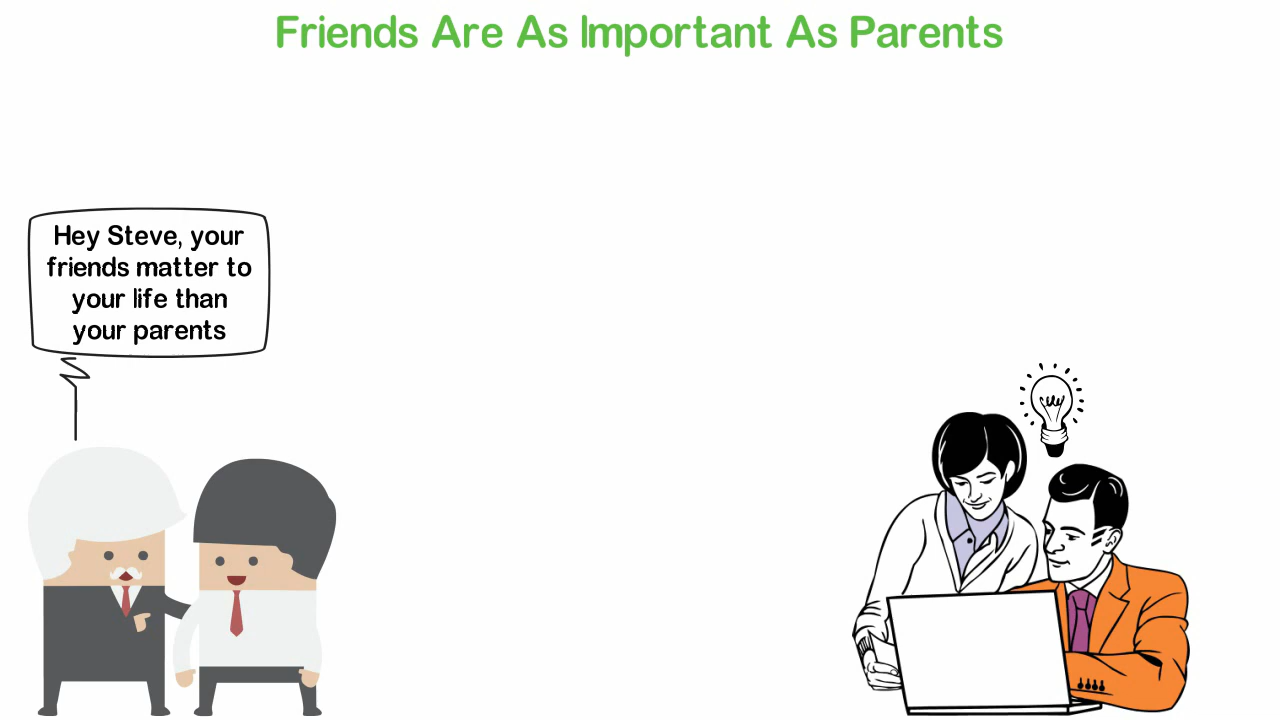 Friends Are As Important As Parents
Hey Steve, your
friends matter to
your life than
your parents